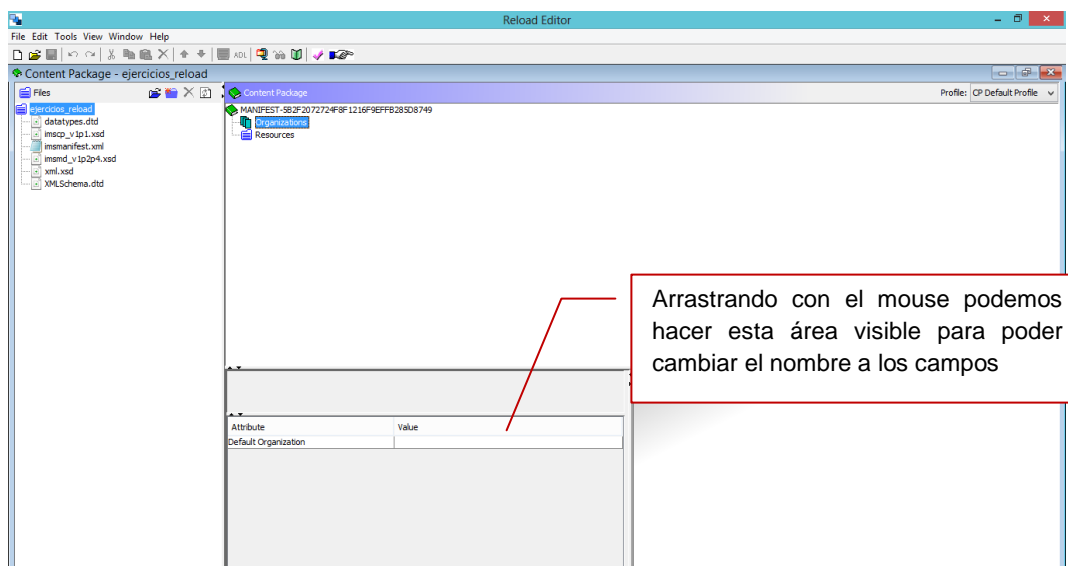 Reload Editor
File Edit Tools View Window Help
ADL
Content Package - ejercicios_reload
Files
Content Package
Profile: CP Default Profile
ejercicios_reload
datatypes.dtd
imscp_v1p1.xsd
imsmanifest.xml
imsmd_v1p2p4.xsd
xml.xsd
XMLSchema.dtd
MANIFEST-5B2F2072724F8F1216F9EFFB285D8749
Organizations
Resources
Arrastrando con el mouse podemos
hacer esta área visible para poder
cambiar el nombre a los campos
Attribute Value
Default Organization